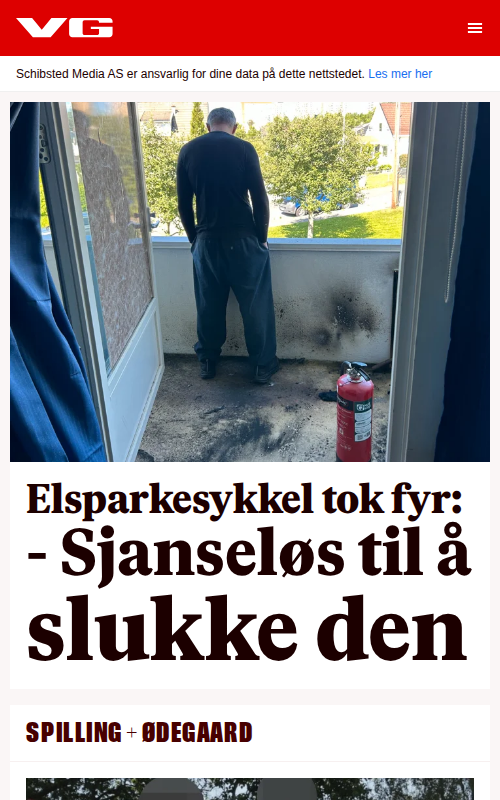 VG
Schibsted Media AS er ansvarlig for dine data på dette nettstedet. Les mer her
Elsparkesykkel tok fyr:
- Sjanseløs til å
slukke den
SPILLING + ØDEGAARD